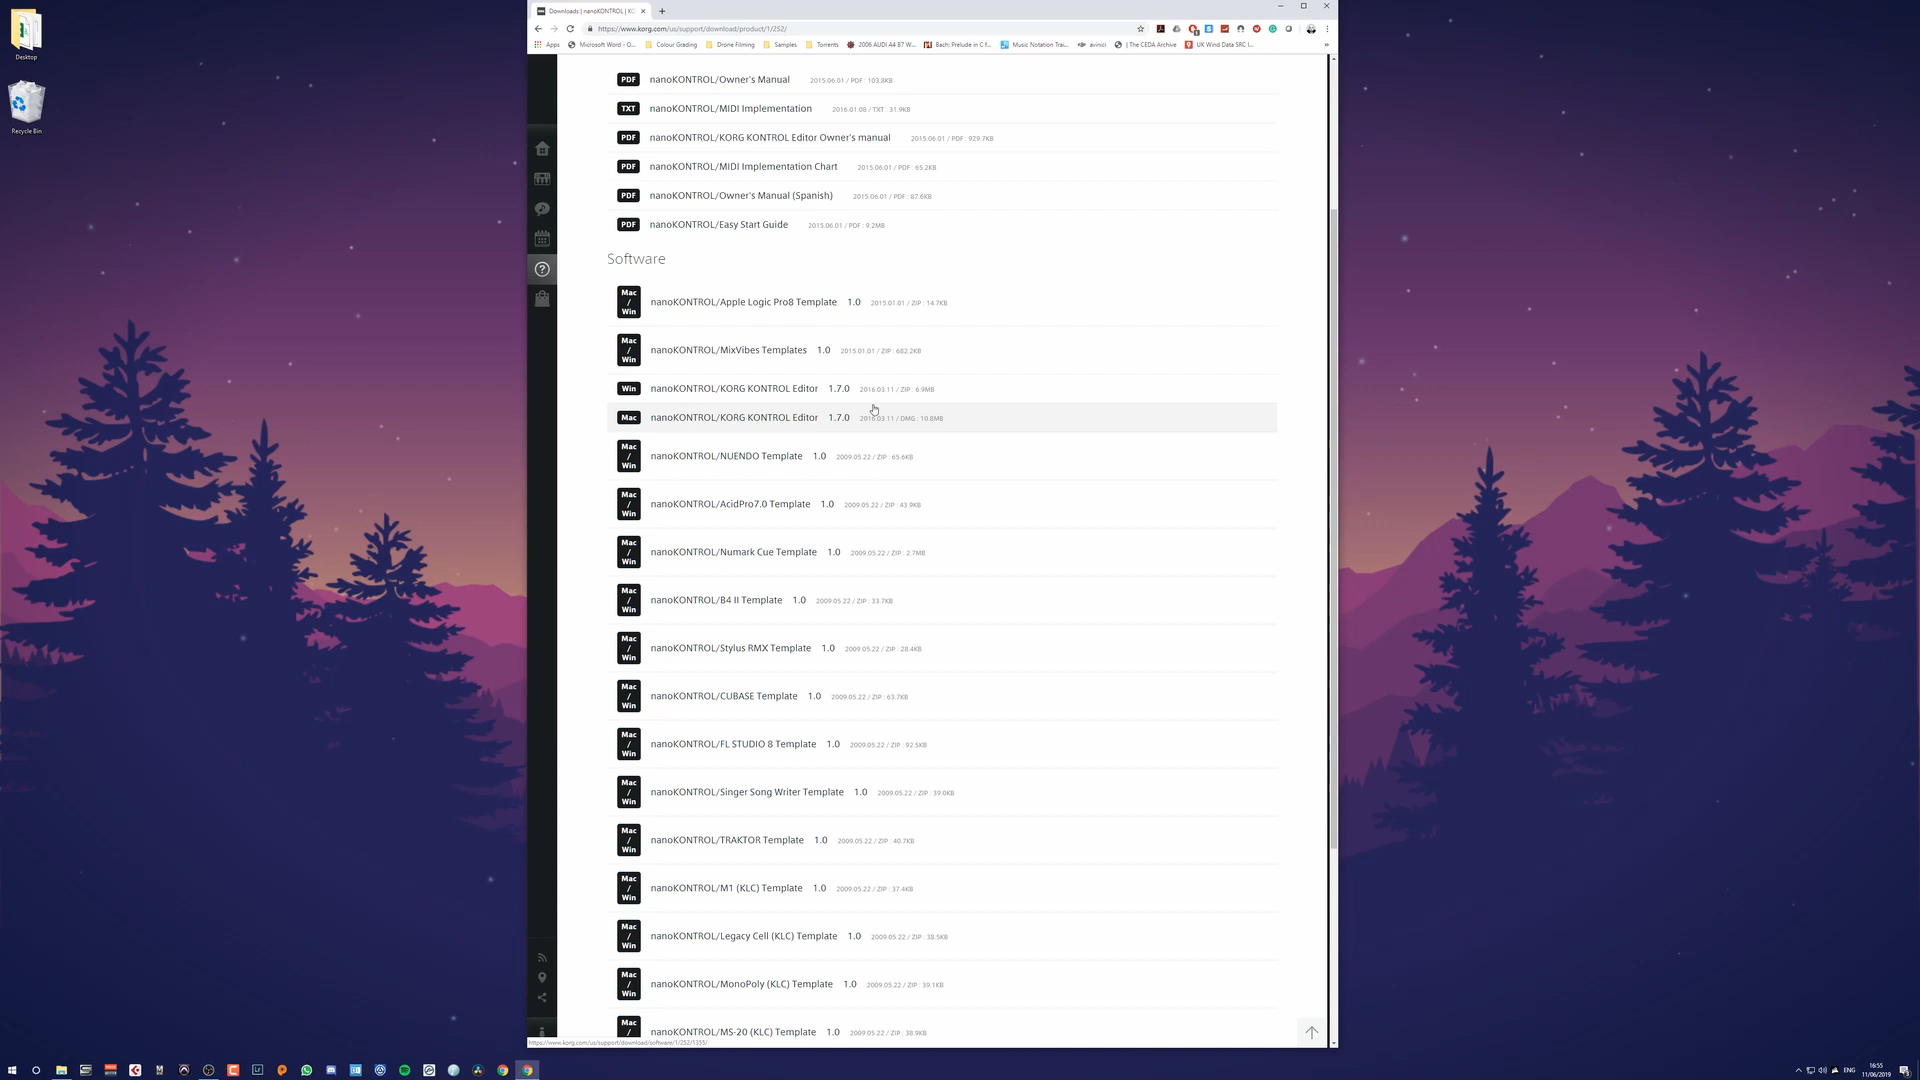 Desktop
Recycle Bin
Downloads | nanoKONTROL | KO
https://www.korg.com/us/support/download/product/1/252/
Apps
Microsoft Word - O...
Colour Grading
Drone Filming
Samples
Torrents
2006 AUDI A4 B7 W...
Bach: Prelude in C f...
Music Notation Trai...
avinici
| The CEDA Archive
UK Wind Data SRC I...
»
PDF nanoKONTROL/Owner's Manual 2015.06.01 / PDF : 103.8KB
TXT nanoKONTROL/MIDI Implementation 2016.01.08 / TXT : 31.9KB
PDF nanoKONTROL/KORG KONTROL Editor Owner's manual 2015.06.01 / PDF : 929.7KB
PDF nanoKONTROL/MIDI Implementation Chart 2015.06.01 / PDF : 65.2KB
PDF nanoKONTROL/Owner's Manual (Spanish) 2015.06.01 / PDF : 87.6KB
PDF nanoKONTROL/Easy Start Guide 2015.06.01 / PDF : 9.2MB
Software
Mac / Win nanoKONTROL/Apple Logic Pro8 Template 1.0 2015.01.01 / ZIP : 14.7KB
Mac / Win nanoKONTROL/MixVibes Templates 1.0 2015.01.01 / ZIP : 682.2KB
Win nanoKONTROL/KORG KONTROL Editor 1.7.0 2016.03.11 / ZIP : 6.9MB
Mac nanoKONTROL/KORG KONTROL Editor 1.7.0 2016.03.11 / DMG : 10.8MB
Mac / Win nanoKONTROL/NUENDO Template 1.0 2009.05.22 / ZIP : 65.6KB
Mac / Win nanoKONTROL/AcidPro7.0 Template 1.0 2009.05.22 / ZIP : 43.9KB
Mac / Win nanoKONTROL/Numark Cue Template 1.0 2009.05.22 / ZIP : 2.7MB
Mac / Win nanoKONTROL/B4 II Template 1.0 2009.05.22 / ZIP : 33.7KB
Mac / Win nanoKONTROL/Stylus RMX Template 1.0 2009.05.22 / ZIP : 28.4KB
Mac / Win nanoKONTROL/CUBASE Template 1.0 2009.05.22 / ZIP : 63.7KB
Mac / Win nanoKONTROL/FL STUDIO 8 Template 1.0 2009.05.22 / ZIP : 92.5KB
Mac / Win nanoKONTROL/Singer Song Writer Template 1.0 2009.05.22 / ZIP : 39.0KB
Mac / Win nanoKONTROL/TRAKTOR Template 1.0 2009.05.22 / ZIP : 40.7KB
Mac / Win nanoKONTROL/M1 (KLC) Template 1.0 2009.05.22 / ZIP : 37.4KB
Mac / Win nanoKONTROL/Legacy Cell (KLC) Template 1.0 2009.05.22 / ZIP : 38.5KB
Mac / Win nanoKONTROL/MonoPoly (KLC) Template 1.0 2009.05.22 / ZIP : 39.1KB
Mac / nanoKONTROL/MS-20 (KLC) Template 1.0 2009.05.22 / ZIP : 38.9KB
https://www.korg.com/us/support/download/software/1/252/1355/
ENG
16:55
11/06/2019